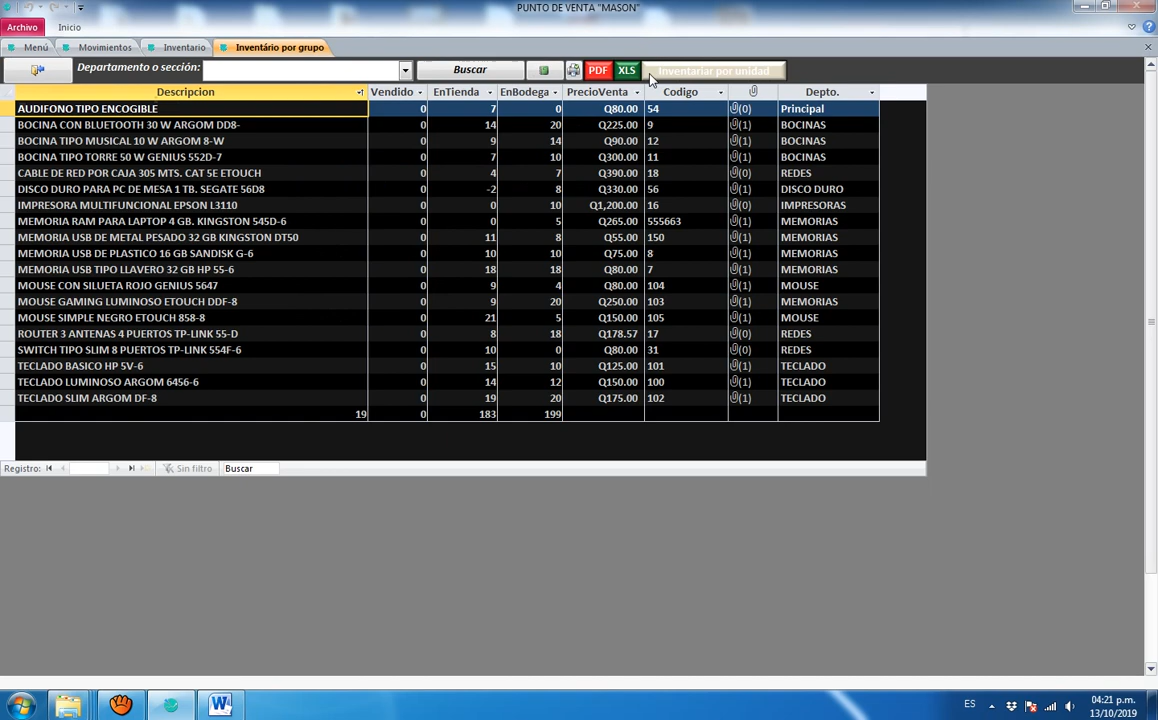 PUNTO DE VENTA "MASON"
Archivo Inicio
Menú Movimientos Inventario Inventário por grupo
Departamento o sección: Buscar PDF XLS Inventariar por unidad
Descripcion Vendido EnTienda EnBodega PrecioVenta Codigo Depto.
AUDIFONO TIPO ENCOGIBLE 0 7 0 Q80.00 54 (0) Principal
BOCINA CON BLUETOOTH 30 W ARGOM DD8- 0 14 20 Q225.00 9 (1) BOCINAS
BOCINA TIPO MUSICAL 10 W ARGOM 8-W 0 9 14 Q90.00 12 (1) BOCINAS
BOCINA TIPO TORRE 50 W GENIUS 552D-7 0 7 10 Q300.00 11 (1) BOCINAS
CABLE DE RED POR CAJA 305 MTS. CAT 5E ETOUCH 0 4 7 Q390.00 18 (0) REDES
DISCO DURO PARA PC DE MESA 1 TB. SEGATE 56D8 0 -2 8 Q330.00 56 (1) DISCO DURO
IMPRESORA MULTIFUNCIONAL EPSON L3110 0 0 10 Q1,200.00 16 (0) IMPRESORAS
MEMORIA RAM PARA LAPTOP 4 GB. KINGSTON 545D-6 0 0 5 Q265.00 555663 (1) MEMORIAS
MEMORIA USB DE METAL PESADO 32 GB KINGSTON DT50 0 11 8 Q55.00 150 (1) MEMORIAS
MEMORIA USB DE PLASTICO 16 GB SANDISK G-6 0 10 10 Q75.00 8 (1) MEMORIAS
MEMORIA USB TIPO LLAVERO 32 GB HP 55-6 0 18 18 Q80.00 7 (1) MEMORIAS
MOUSE CON SILUETA ROJO GENIUS 5647 0 9 4 Q80.00 104 (1) MOUSE
MOUSE GAMING LUMINOSO ETOUCH DDF-8 0 9 20 Q250.00 103 (1) MEMORIAS
MOUSE SIMPLE NEGRO ETOUCH 858-8 0 21 5 Q150.00 105 (1) MOUSE
ROUTER 3 ANTENAS 4 PUERTOS TP-LINK 55-D 0 8 18 Q178.57 17 (0) REDES
SWITCH TIPO SLIM 8 PUERTOS TP-LINK 554F-6 0 10 0 Q80.00 31 (0) REDES
TECLADO BASICO HP 5V-6 0 15 10 Q125.00 101 (1) TECLADO
TECLADO LUMINOSO ARGOM 6456-6 0 14 12 Q150.00 100 (1) TECLADO
TECLADO SLIM ARGOM DF-8 0 19 20 Q175.00 102 (1) TECLADO
19 0 183 199
Registro: Sin filtro Buscar
ES 04:21 p.m.
13/10/2019